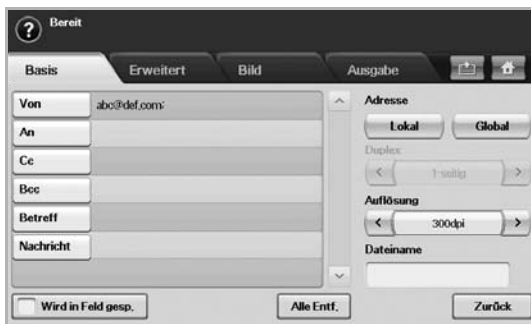 Bereit
Basis
Erweitert
Bild
Ausgabe
Von
abc@def.com;
An
Cc
Bcc
Betreff
Nachricht
Adresse
Lokal
Global
Duplex
1-seitig
Auflösung
300dpi
Dateiname
Wird in Feld gesp.
Alle Entf.
Zurück